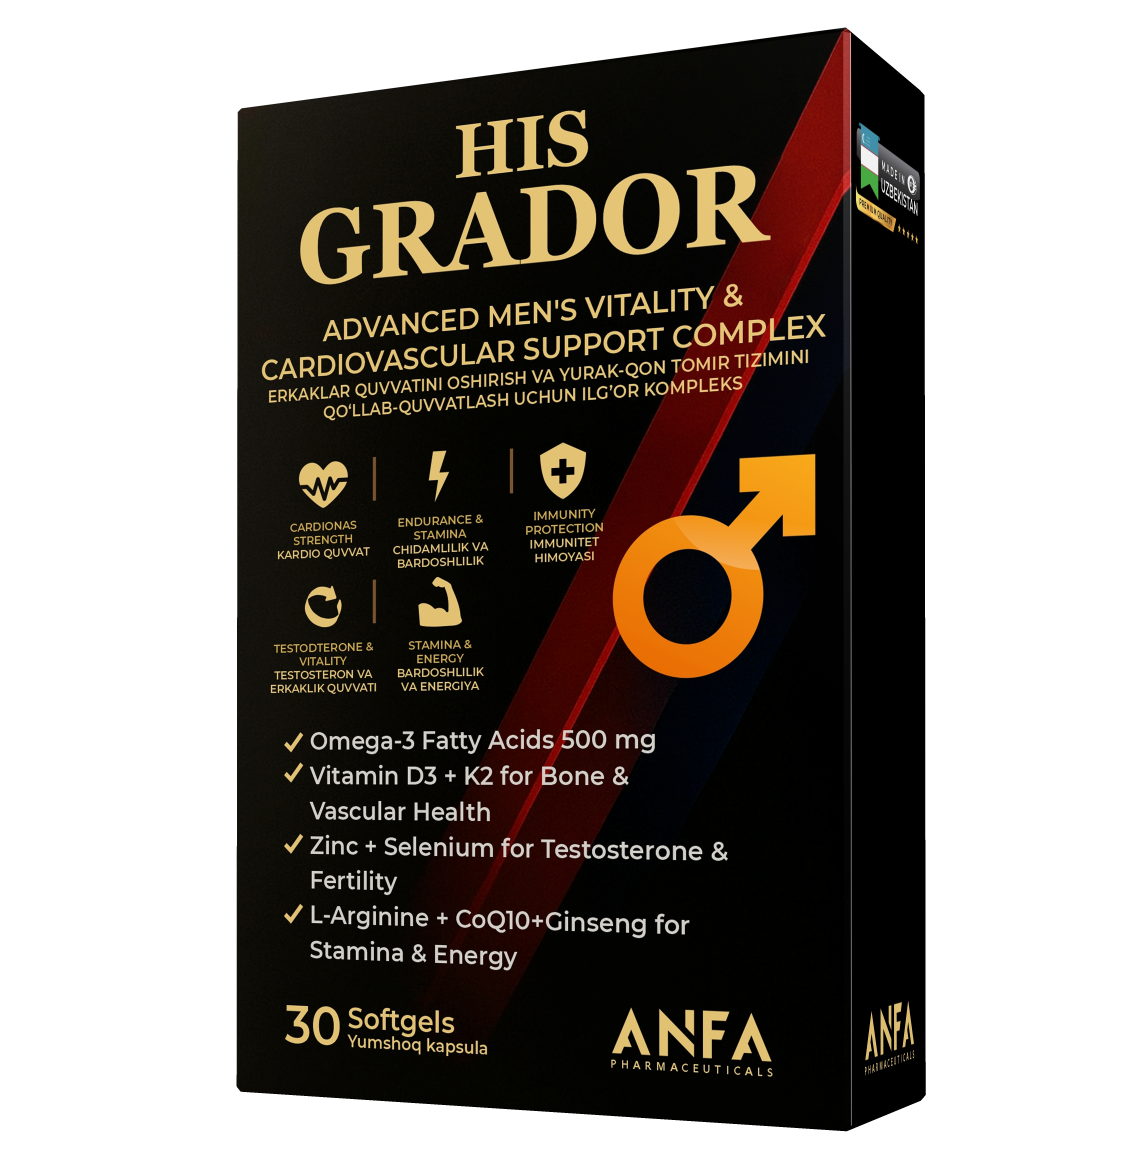 HIS
GRADOR
ADVANCED MEN'S VITALITY &
CARDIOVASCULAR SUPPORT COMPLEX
ERKAKLAR QUVVATINI OSHIRISH VA YURAK-QON TOMIR TIZIMINI
QO'LLAB-QUVVATLASH UCHUN ILG'OR KOMPLEKS
CARDIONAS
STRENGTH
KARDIO QUVVAT
ENDURANCE &
STAMINA
CHIDAMLILIK VA
BARDOSHLILIK
IMMUNITY
PROTECTION
IMMUNITET
HIMOYASI
TESTODTERONE &
VITALITY
TESTOSTERON VA
ERKAKLIK QUVVATI
STAMINA &
ENERGY
BARDOSHLILIK
VA ENERGIYA
Omega-3 Fatty Acids 500 mg
Vitamin D3 + K2 for Bone &
Vascular Health
Zinc + Selenium for Testosterone &
Fertility
L-Arginine + CoQ10+Ginseng for
Stamina & Energy
30 Softgels
Yumshoq kapsula
ANFA
PHARMACEUTICALS
MADE IN
UZBEKISTAN
PREMIUM QUALITY
ANFA
PHARMACEUTICALS